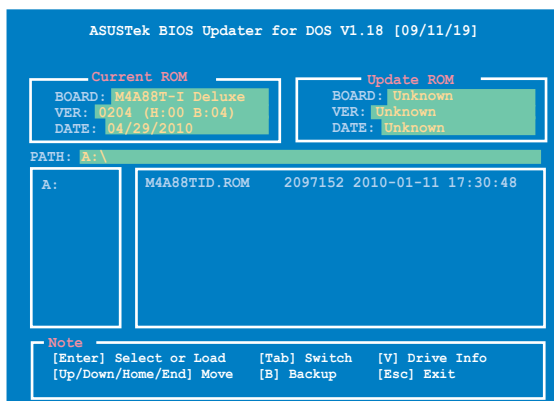 ASUSTek BIOS Updater for DOS V1.18 [09/11/19]
Current ROM
BOARD: M4A88T-I Deluxe
VER: 0204 (H:00 B:04)
DATE: 04/29/2010
Update ROM
BOARD: Unknown
VER: Unknown
DATE: Unknown
PATH: A:\
A:
M4A88TID.ROM 2097152 2010-01-11 17:30:48
Note
[Enter] Select or Load [Tab] Switch [V] Drive Info
[Up/Down/Home/End] Move [B] Backup [Esc] Exit